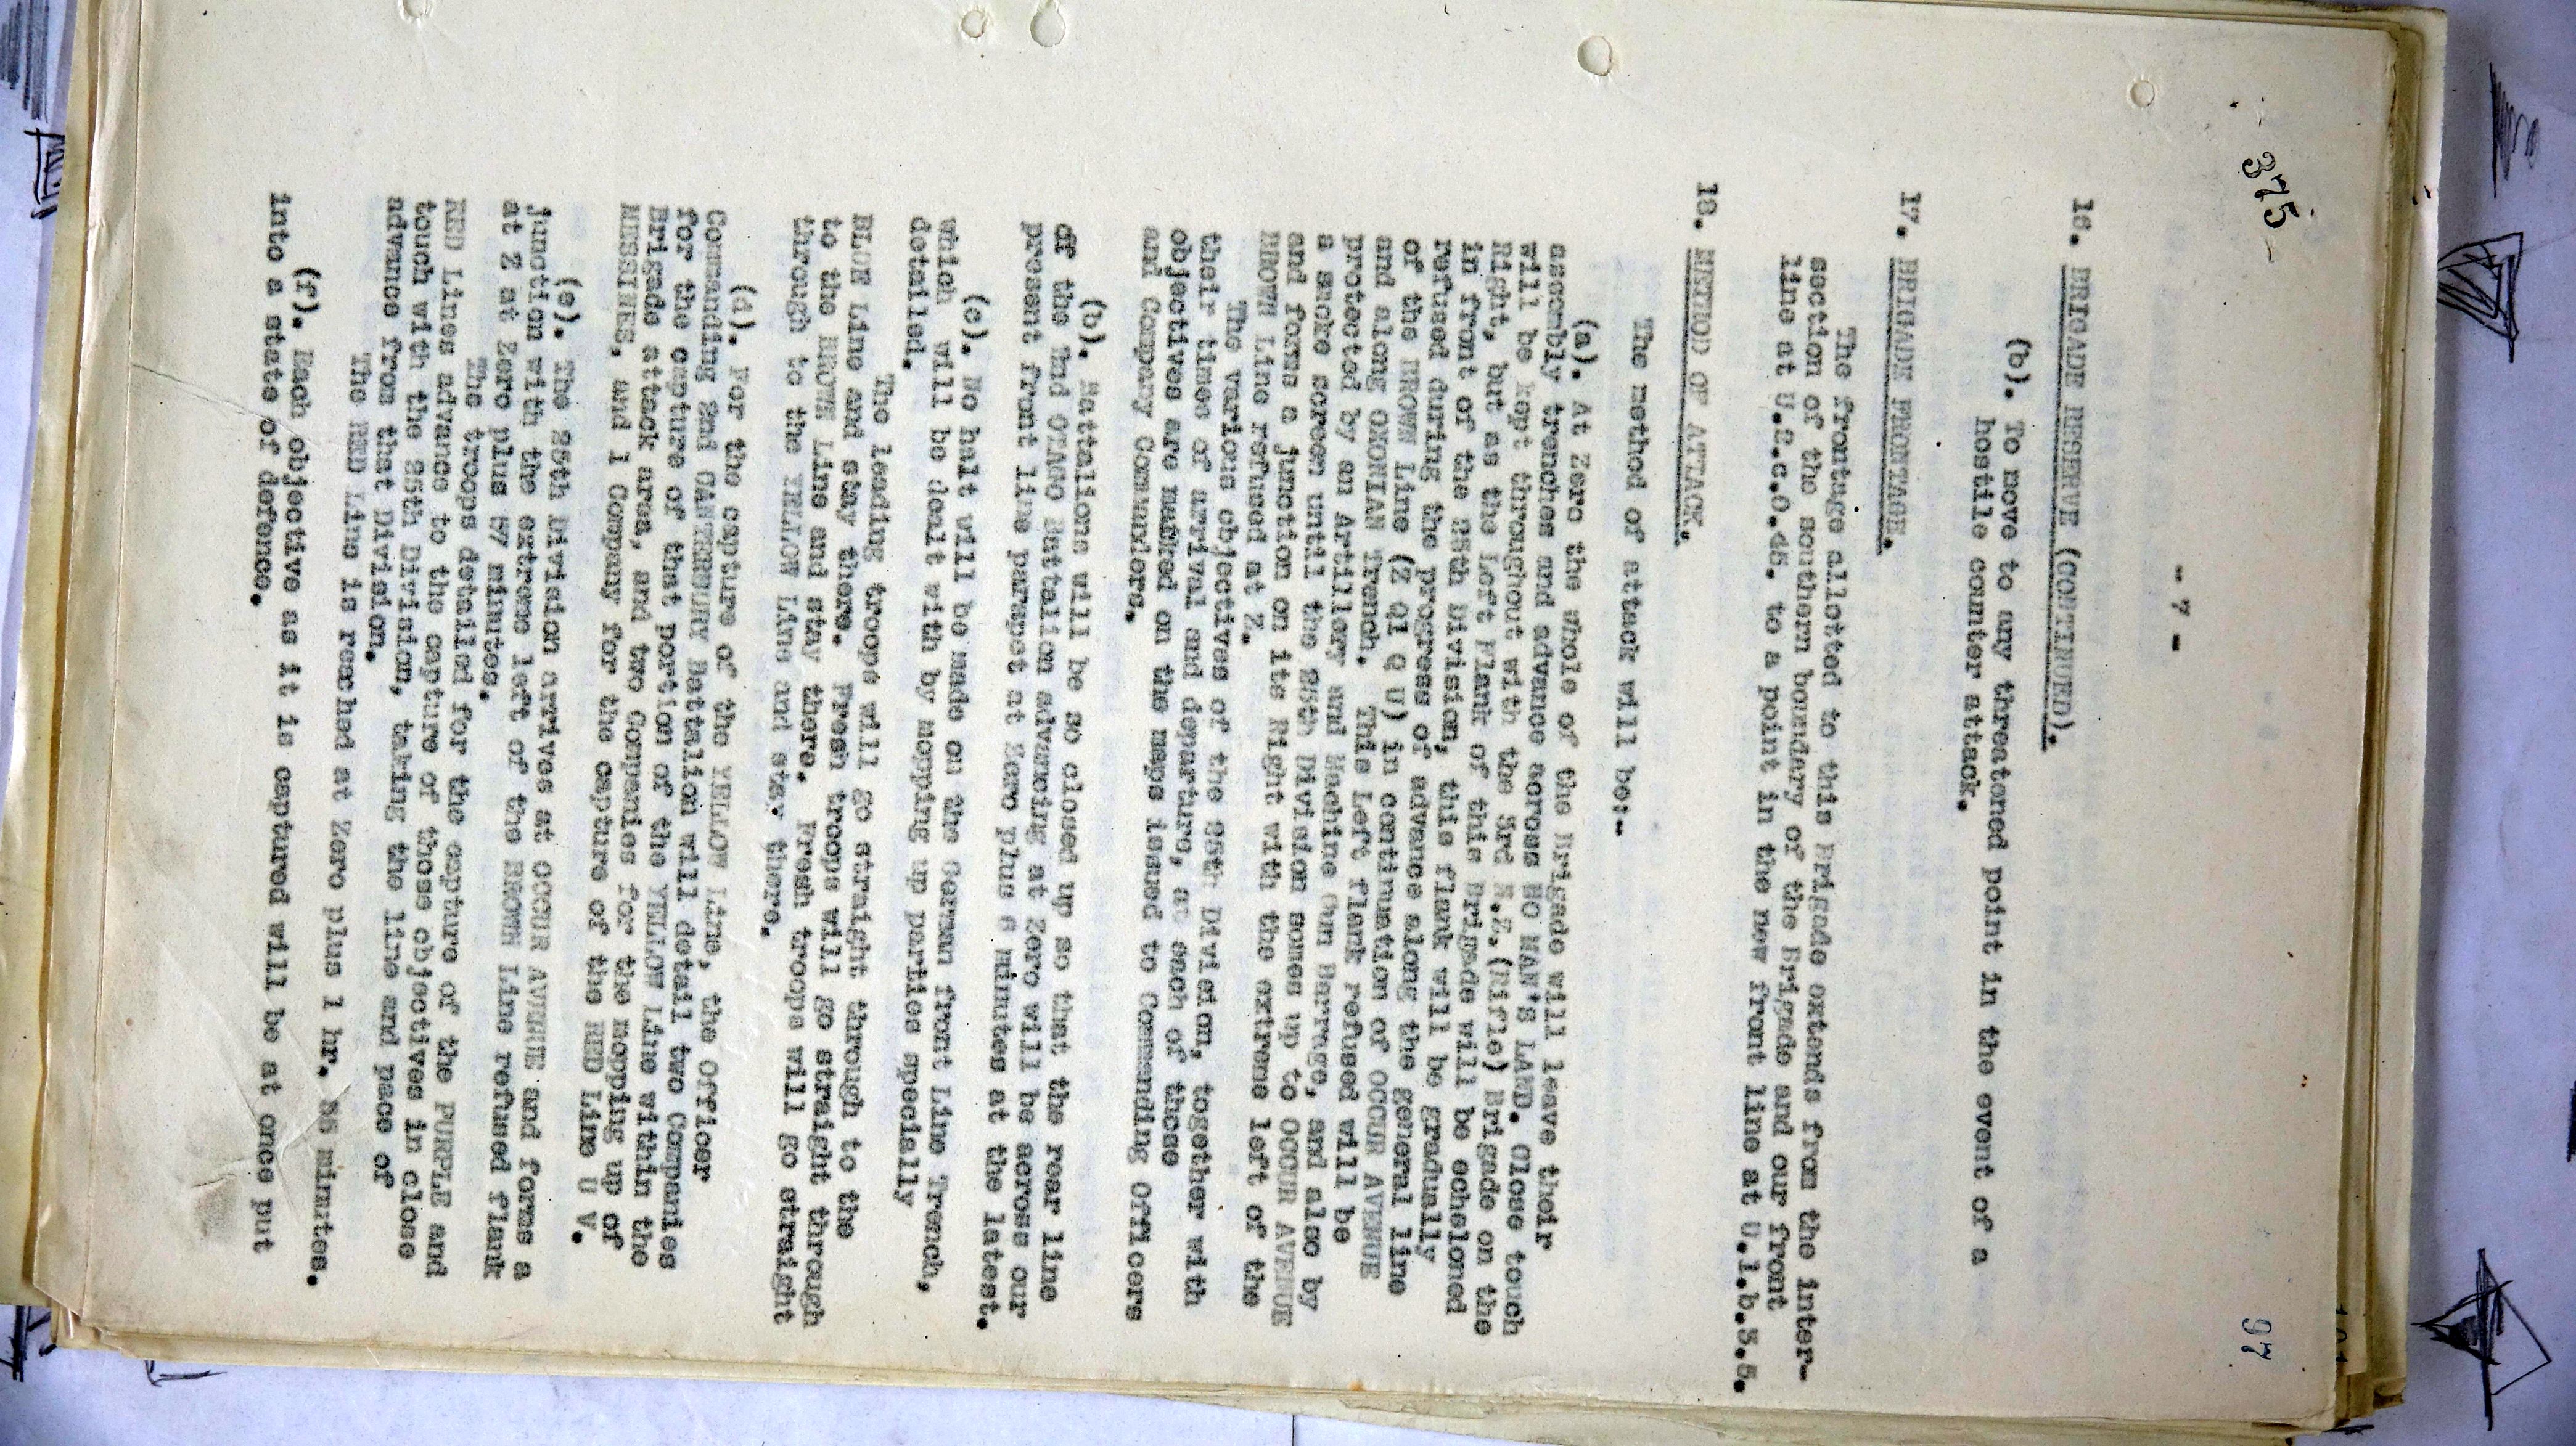 375
97
- 7 -
16. BRIGADE RESERVE (CONTINUED).
(b). To move to any threatened point in the event of a
hostile counter attack.
17. BRIGADE FRONTAGE.
The frontage allotted to this Brigade extends from the inter-
section of the southern boundary of the Brigade and our front
line at U.2.c.0.45. to a point in the new front line at U.1.b.3.5.
18. METHOD OF ATTACK.
The method of attack will be:-
(a). At Zero the whole of the Brigade will leave their
assembly trenches and advance across NO MAN'S LAND. Close touch
will be kept throughout with the 3rd N.Z.(Rifle) Brigade on the
Right, but as the Left Flank of this Brigade will be echeloned
in front of the 25th Division, this flank will be gradually
refused during the progress of advance along the general line
of the BROWN Line (Z Q1 Q U) in continuation of OCCUR AVENUE
and along OXONIAN Trench. This Left flank refused will be
protected by an Artillery and Machine Gun Barrage, and also by
a smoke screen until the 25th Division somes up to OCCUR AVENUE
and forms a junction on its Right with the extreme left of the
BROWN Line refused at Z.
The various objectives of the 25th Division, together with
their times of arrival and departure, at each of these
objectives are marked on the maps issued to Commanding Officers
and Company Commanders.
(b). Battalions will be so closed up so that the rear line
of the 2nd OTAGO Battalion advancing at Zero will be across our
present front line parapet at Zero plus 6 minutes at the latest.
(c). No halt will be made on the German front Line Trench,
which will be dealt with by mopping up parties specially
detailed.
The leading troops will go straight through to the
BLUE Line and stay there. Fresh troops will go straight through
to the BROWN Line and stay there. Fresh troops will go straight
through to the YELLOW Line and stay there.
(d). For the capture of the YELLOW Line, the Officer
Commanding 2nd CANTERBURY Battalion will detail two Companies
for the capture of that portion of the YELLOW Line within the
Brigade attack area, and two Companies for the mopping up of
MESSINES, and 1 Company for the capture of the RED Line U V.
(e). The 25th Division arrives at OCCUR AVENUE and forms a
junction with the extreme left of the BROWN Line refused flank
at Z at Zero plus 57 minutes.
The troops detailed for the capture of the PURPLE and
RED Lines advance to the capture of those objectives in close
touch with the 25th Division, taking the line and pace of
advance from that Division.
The RED Line is reached at Zero plus 1 hr. 35 minutes.
(f). Each objective as it is captured will be at once put
into a state of defence.